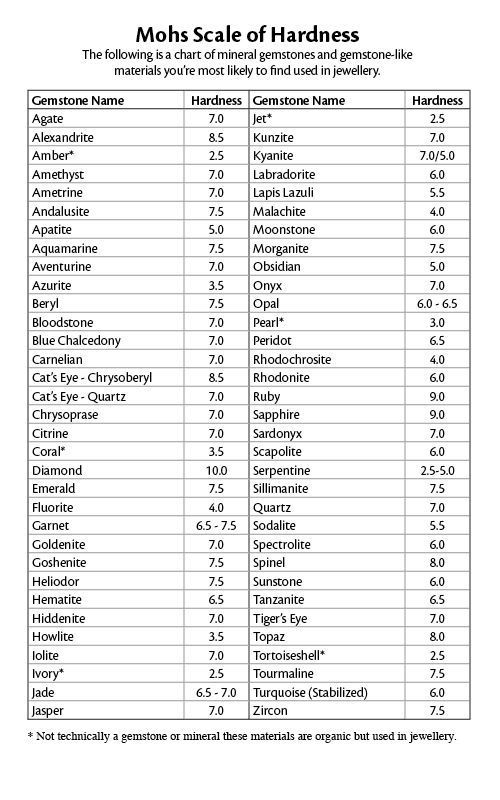 Mohs Scale of Hardness
The following is a chart of mineral gemstones and gemstone-like
materials you're most likely to find used in jewellery.
Gemstone Name Hardness Gemstone Name Hardness
Agate 7.0 Jet* 2.5
Alexandrite 8.5 Kunzite 7.0
Amber* 2.5 Kyanite 7.0/5.0
Amethyst 7.0 Labradorite 6.0
Ametrine 7.0 Lapis Lazuli 5.5
Andalusite 7.5 Malachite 4.0
Apatite 5.0 Moonstone 6.0
Aquamarine 7.5 Morganite 7.5
Aventurine 7.0 Obsidian 5.0
Azurite 3.5 Onyx 7.0
Beryl 7.5 Opal 6.0 - 6.5
Bloodstone 7.0 Pearl* 3.0
Blue Chalcedony 7.0 Peridot 6.5
Carnelian 7.0 Rhodochrosite 4.0
Cat's Eye - Chrysoberyl 8.5 Rhodonite 6.0
Cat's Eye - Quartz 7.0 Ruby 9.0
Chrysoprase 7.0 Sapphire 9.0
Citrine 7.0 Sardonyx 7.0
Coral* 3.5 Scapolite 6.0
Diamond 10.0 Serpentine 2.5-5.0
Emerald 7.5 Sillimanite 7.5
Fluorite 4.0 Quartz 7.0
Garnet 6.5 - 7.5 Sodalite 5.5
Goldenite 7.0 Spectrolite 6.0
Goshenite 7.5 Spinel 8.0
Heliodor 7.5 Sunstone 6.0
Hematite 6.5 Tanzanite 6.5
Hiddenite 7.0 Tiger's Eye 7.0
Howlite 3.5 Topaz 8.0
Iolite 7.0 Tortoiseshell* 2.5
Ivory* 2.5 Tourmaline 7.5
Jade 6.5 - 7.0 Turquoise (Stabilized) 6.0
Jasper 7.0 Zircon 7.5
* Not technically a gemstone or mineral these materials are organic but used in jewellery.